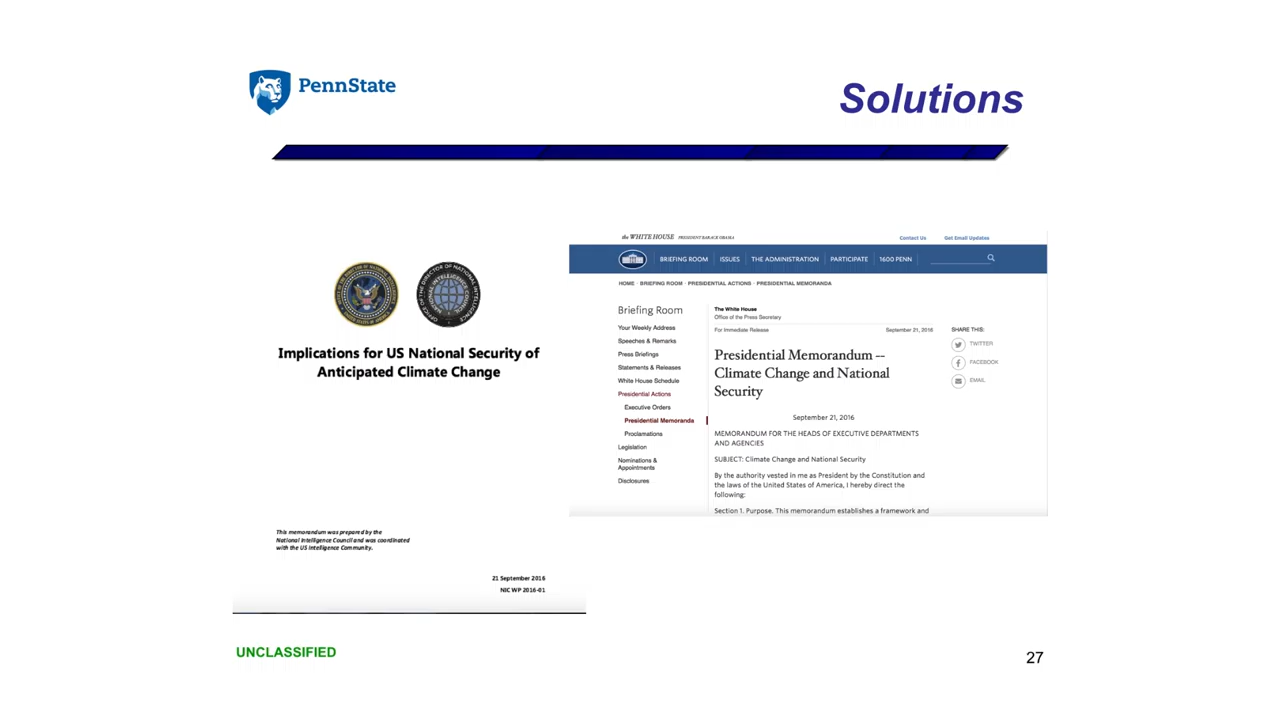 PennState
Solutions
Implications for US National Security of
Anticipated Climate Change
This memorandum was prepared by the
National Intelligence Council and was coordinated
with the US Intelligence Community.
21 September 2016
NIC WP 2016-01
the WHITE HOUSE PRESIDENT BARACK OBAMA
Contact Us Get Email Updates
BRIEFING ROOM ISSUES THE ADMINISTRATION PARTICIPATE 1600 PENN
HOME · BRIEFING ROOM · PRESIDENTIAL ACTIONS · PRESIDENTIAL MEMORANDA
Briefing Room
Your Weekly Address
Speeches & Remarks
Press Briefings
Statements & Releases
White House Schedule
Presidential Actions
Executive Orders
Presidential Memoranda
Proclamations
Legislation
Nominations &
Appointments
Disclosures
The White House
Office of the Press Secretary
For Immediate Release September 21, 2016
Presidential Memorandum --
Climate Change and National
Security
September 21, 2016
MEMORANDUM FOR THE HEADS OF EXECUTIVE DEPARTMENTS
AND AGENCIES
SUBJECT: Climate Change and National Security
By the authority vested in me as President by the Constitution and
the laws of the United States of America, I hereby direct the
following:
Section 1. Purpose. This memorandum establishes a framework and
SHARE THIS:
TWITTER
FACEBOOK
EMAIL
UNCLASSIFIED
27